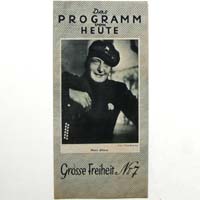 Das
PROGRAMM
von
HEUTE
Hans Albers
Grosse Freiheit Nr. 7